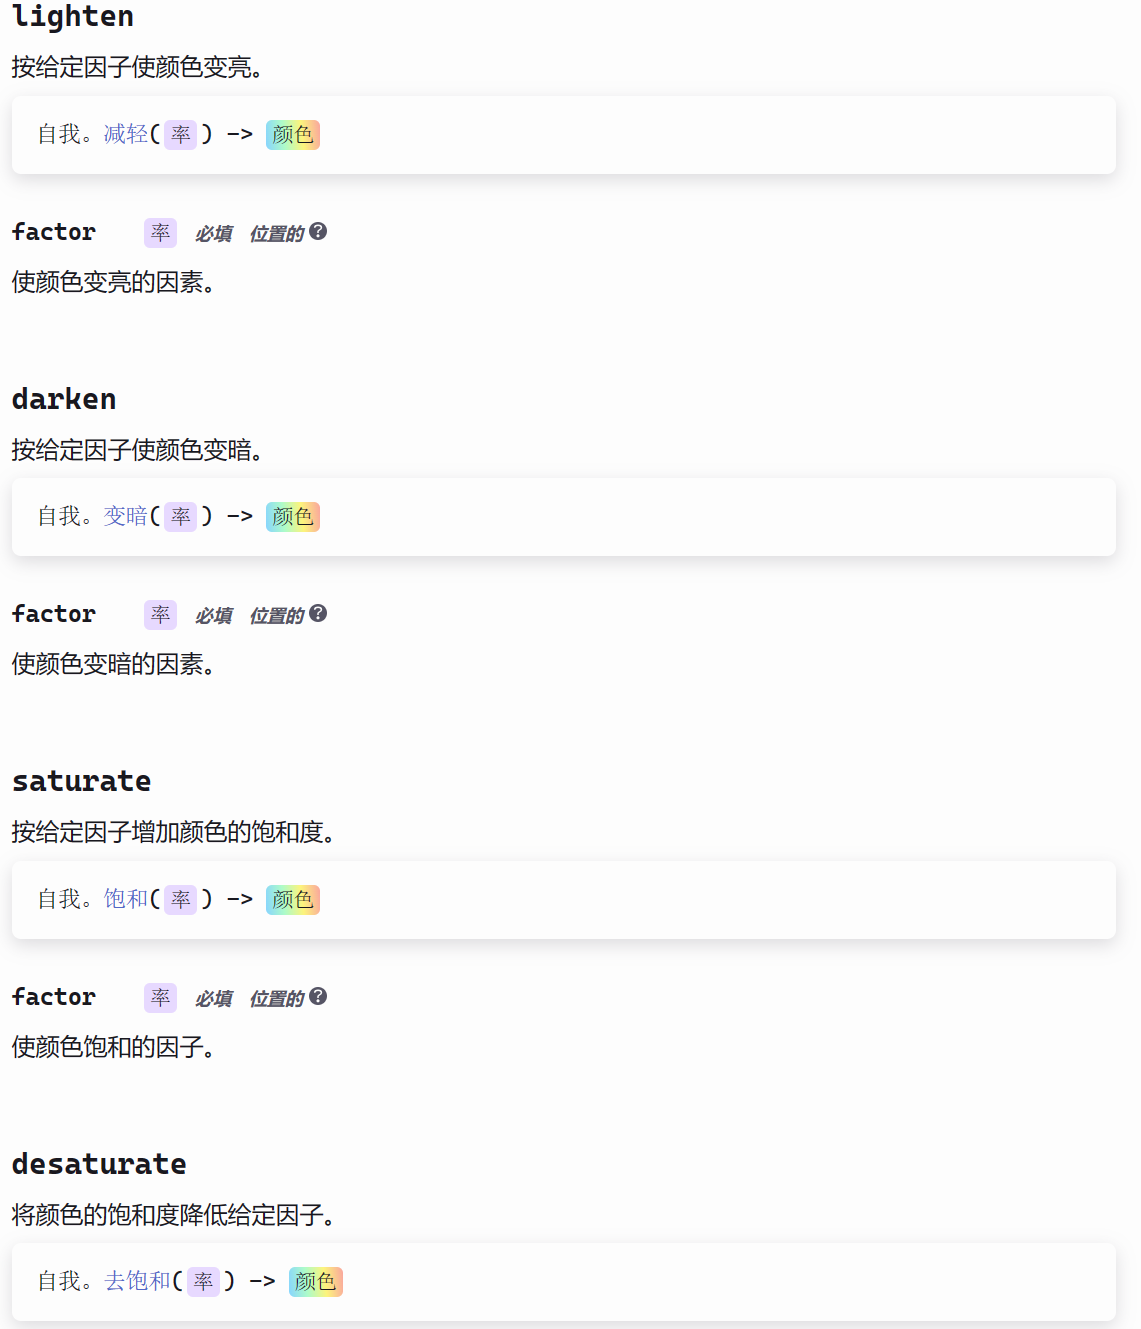 lighten
按给定因子使颜色变亮。
自我。减轻(率) -> 颜色
factor 率 必填 位置的 ?
使颜色变亮的因素。
darken
按给定因子使颜色变暗。
自我。变暗(率) -> 颜色
factor 率 必填 位置的 ?
使颜色变暗的因素。
saturate
按给定因子增加颜色的饱和度。
自我。饱和(率) -> 颜色
factor 率 必填 位置的 ?
使颜色饱和的因子。
desaturate
将颜色的饱和度降低给定因子。
自我。去饱和(率) -> 颜色